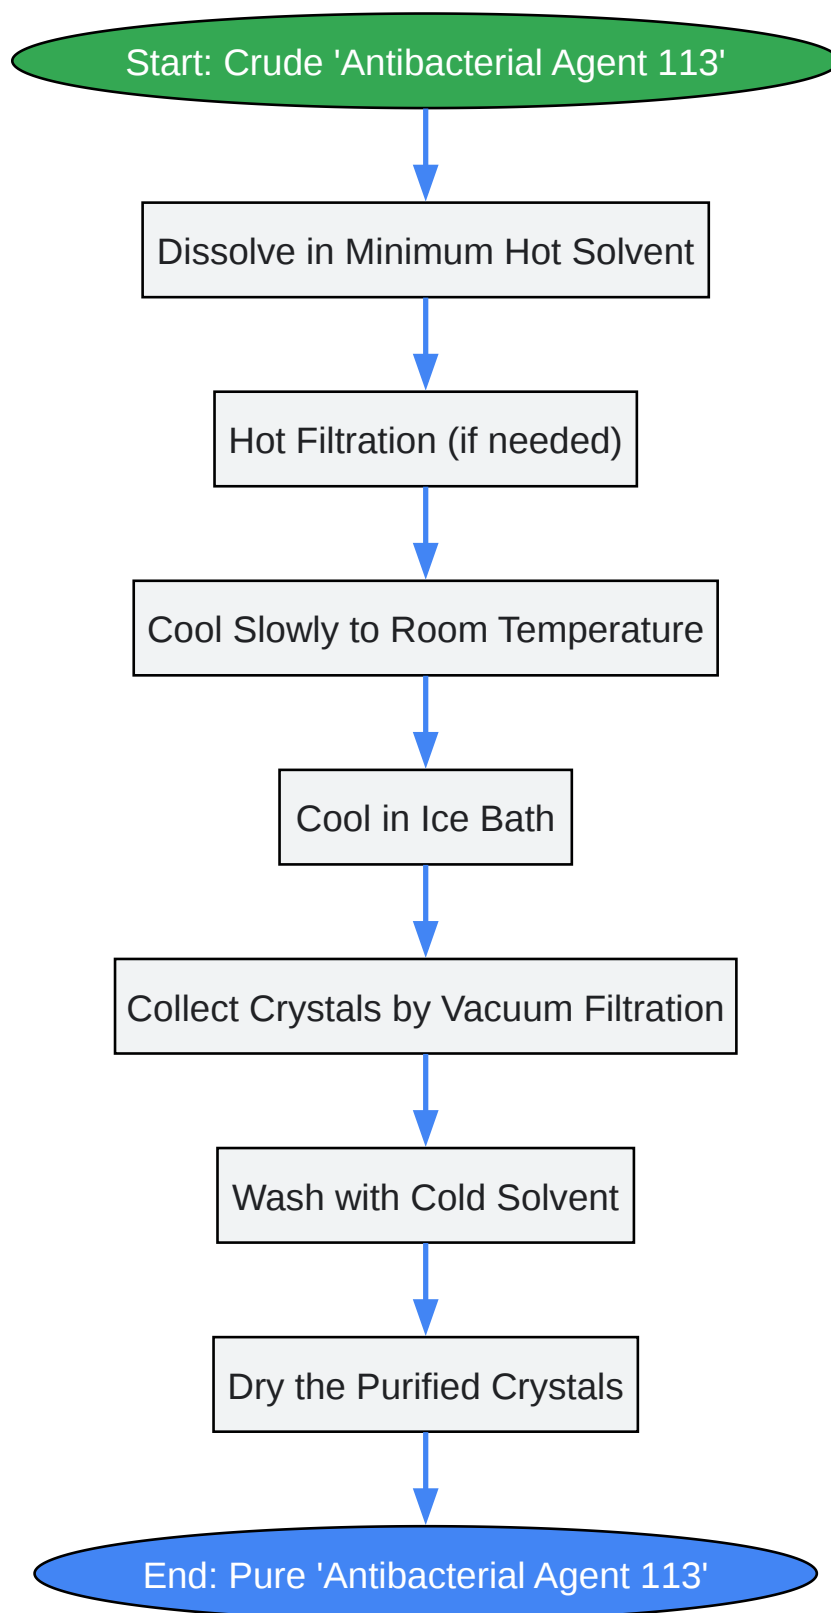 Start: Crude 'Antibacterial Agent 113'
Dissolve in Minimum Hot Solvent
Hot Filtration (if needed)
Cool Slowly to Room Temperature
Cool in Ice Bath
Collect Crystals by Vacuum Filtration
Wash with Cold Solvent
Dry the Purified Crystals
End: Pure 'Antibacterial Agent 113'